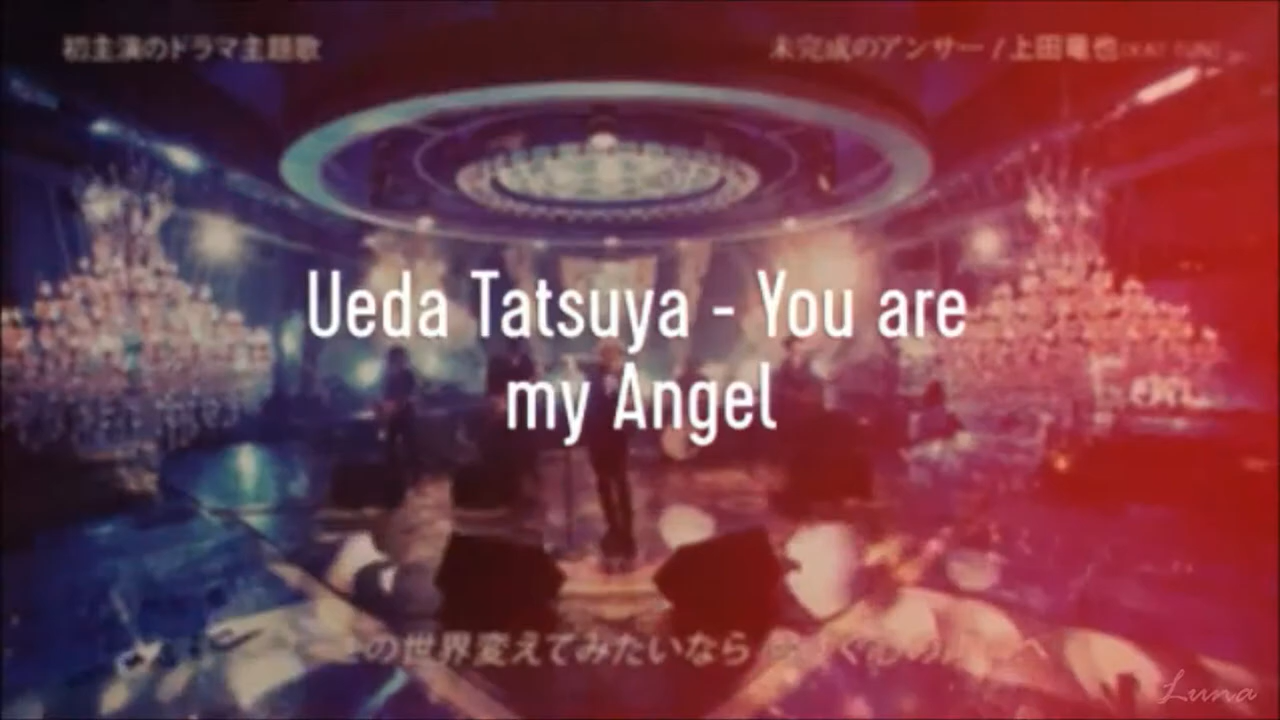 初主演のドラマ主題歌
未完成のアンサー / 上田竜也(KAT-TUN)
Ueda Tatsuya - You are
my Angel
の世界変えてみたいなら
Luna